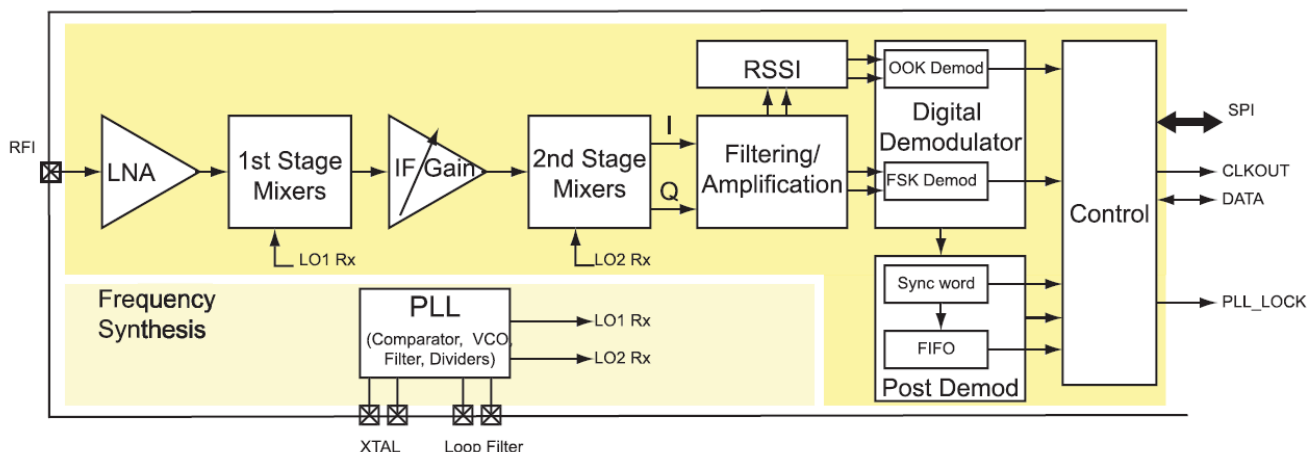 RFI
LNA
1st Stage
Mixers
LO1 Rx
IF Gain
2nd Stage
Mixers
LO2 Rx
I
Q
RSSI
Filtering/
Amplification
OOK Demod
Digital
Demodulator
FSK Demod
Sync word
FIFO
Post Demod
Control
SPI
CLKOUT
DATA
PLL_LOCK
Frequency
Synthesis
PLL
(Comparator, VCO,
Filter, Dividers)
LO1 Rx
LO2 Rx
XTAL
Loop Filter